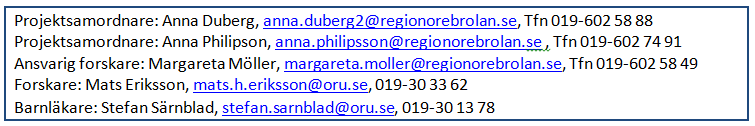 Projektsamordnare: Anna Duberg, anna.duberg2@regionorebrolan.se, Tfn 019-602 58 88
Projektsamordnare: Anna Philipson, anna.philipsson@regionorebrolan.se , Tfn 019-602 74 91
Ansvarig forskare: Margareta Möller, margareta.moller@regionorebrolan.se, Tfn 019-602 58 49
Forskare: Mats Eriksson, mats.h.eriksson@oru.se, 019-30 33 62
Barnläkare: Stefan Särnblad, stefan.sarnblad@oru.se, 019-30 13 78